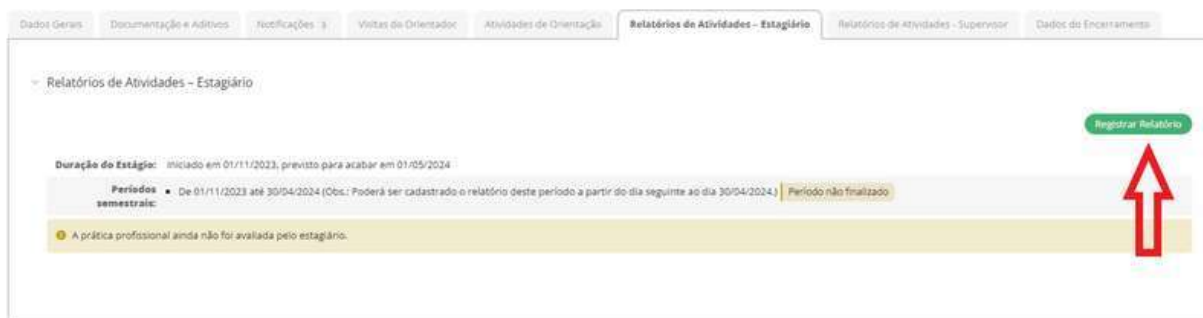 Dados Gerais Documentação e Aditivos Notificações 3 Visitas do Orientador Atividades de Orientação Relatórios de Atividades – Estagiário Relatórios de Atividades - Supervisor Dados do Encerramento
Relatórios de Atividades – Estagiário
Registrar Relatório
Duração do Estágio: Iniciado em 01/11/2023, previsto para acabar em 01/05/2024
Períodos semestrais: • De 01/11/2023 até 30/04/2024 (Obs.: Poderá ser cadastrado o relatório deste período a partir do dia seguinte ao dia 30/04/2024.) Período não finalizado
A prática profissional ainda não foi avaliada pelo estagiário.